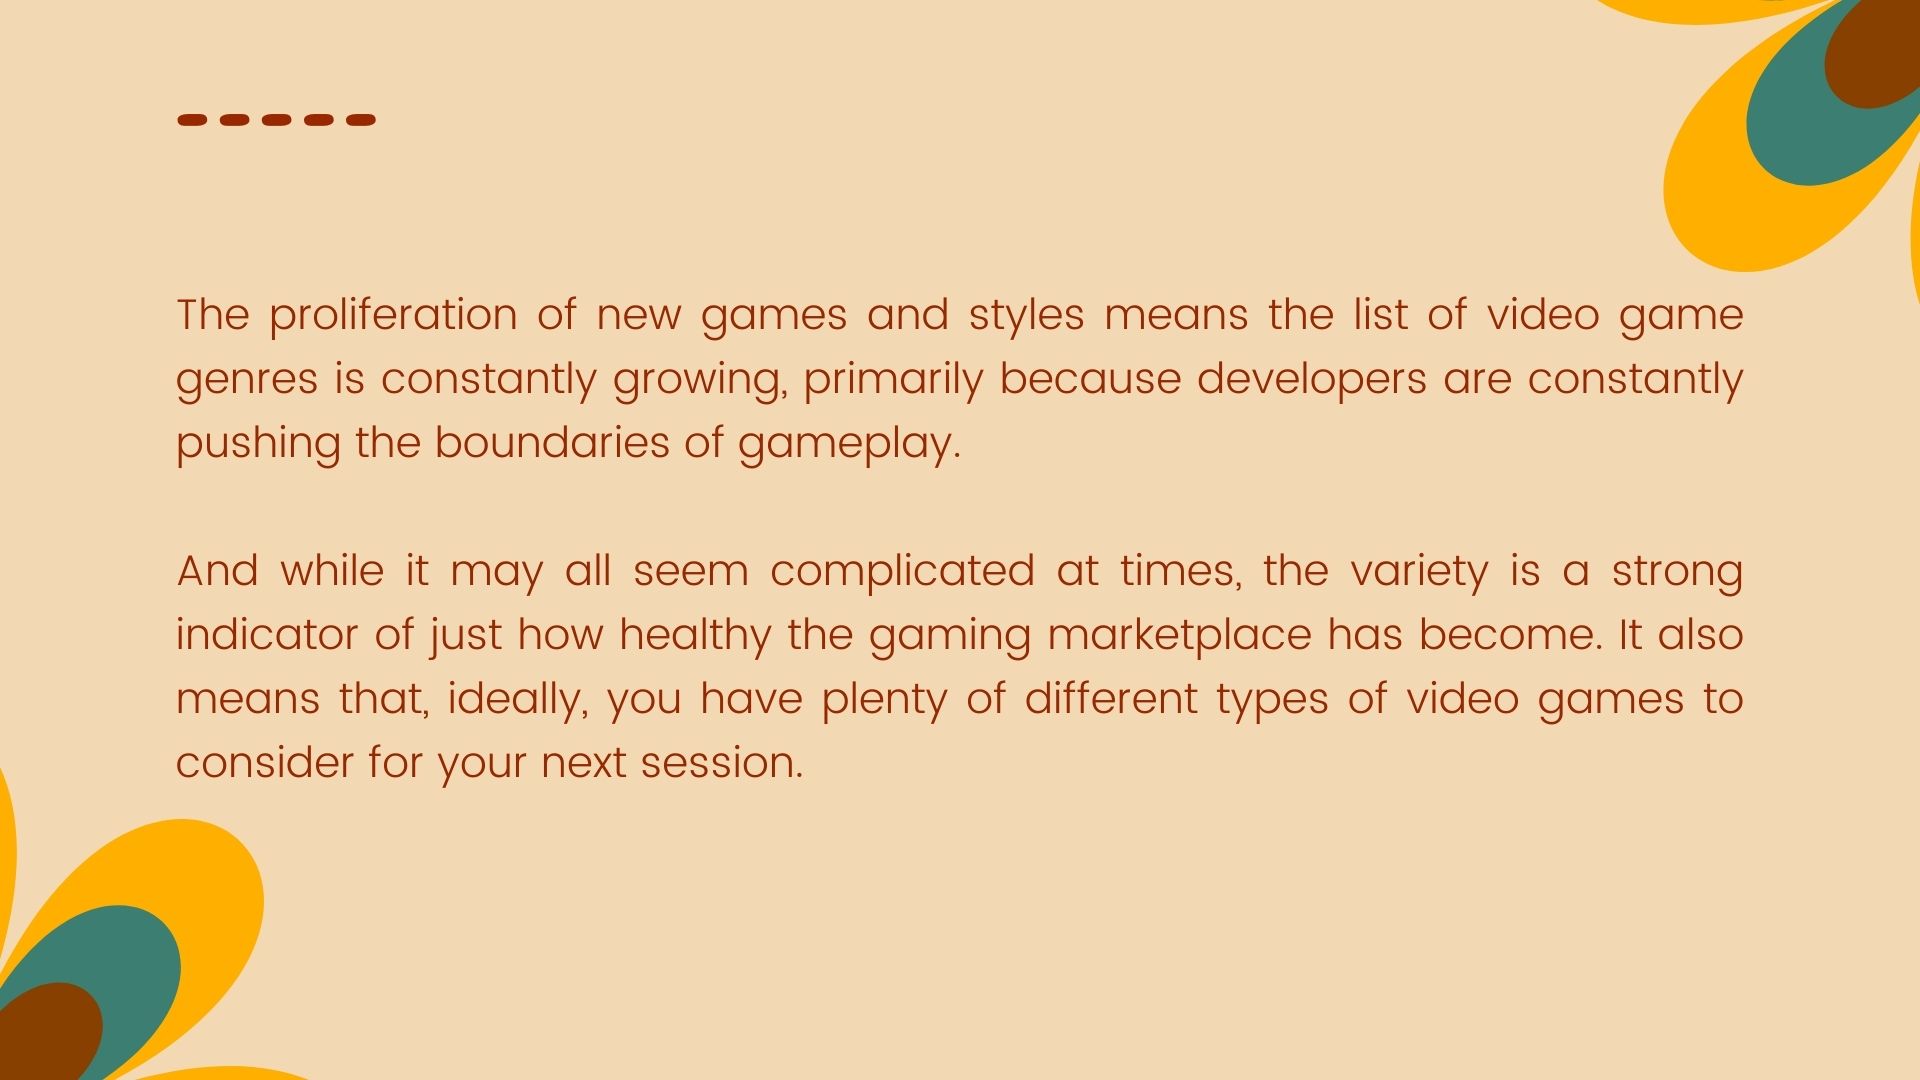 -----
The proliferation of new games and styles means the list of video game
genres is constantly growing, primarily because developers are constantly
pushing the boundaries of gameplay.
And while it may all seem complicated at times, the variety is a strong
indicator of just how healthy the gaming marketplace has become. It also
means that, ideally, you have plenty of different types of video games to
consider for your next session.